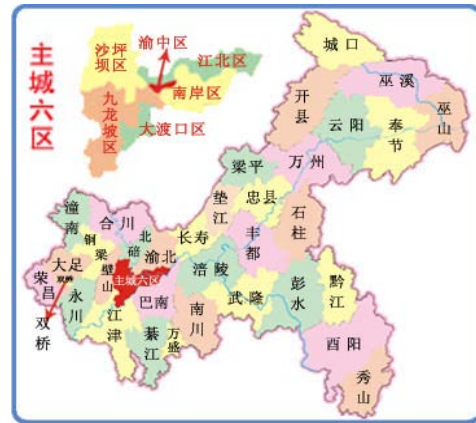 主城六区
沙坪
坝区
渝中区
江北区
南岸区
九龙
坡区
大渡口区
城口
开县
巫溪
巫山
云阳
奉节
万州
梁平
忠县
垫江
石柱
丰都
长寿
涪陵
武隆
彭水
黔江
酉阳
秀山
潼南
合川
北碚
渝北
铜梁
大足
双桥
璧山
主城六区
荣昌
永川
双桥
江津
巴南
綦江
万盛
南川